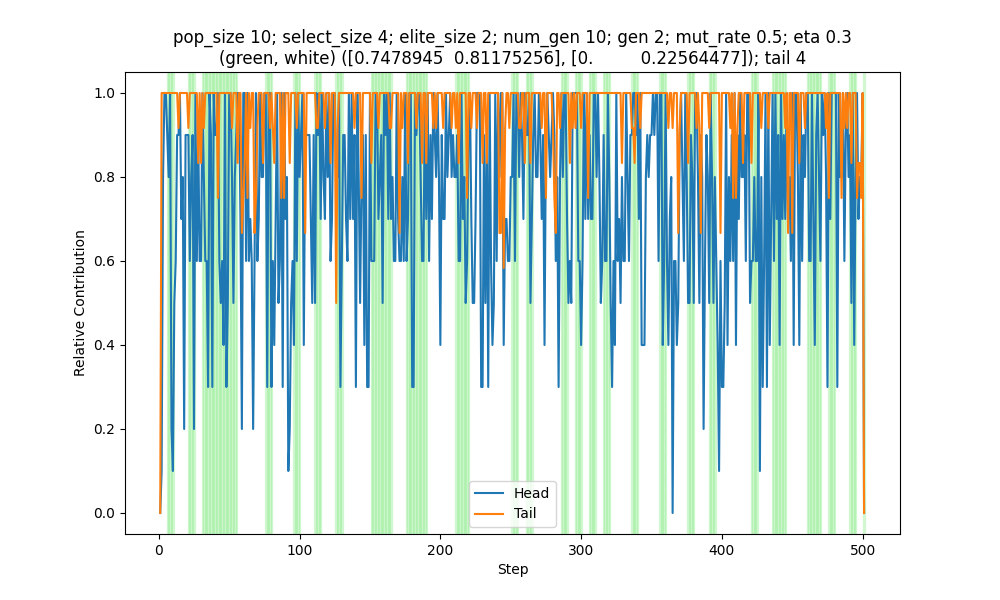 pop_size 10; select_size 4; elite_size 2; num_gen 10; gen 2; mut_rate 0.5; eta 0.3
(green, white) ([0.7478945  0.81175256], [0.         0.22564477]); tail 4
1.0
0.8
0.6
0.4
0.2
0.0
Relative Contribution
Head
Tail
0
100
200
300
400
500
Step